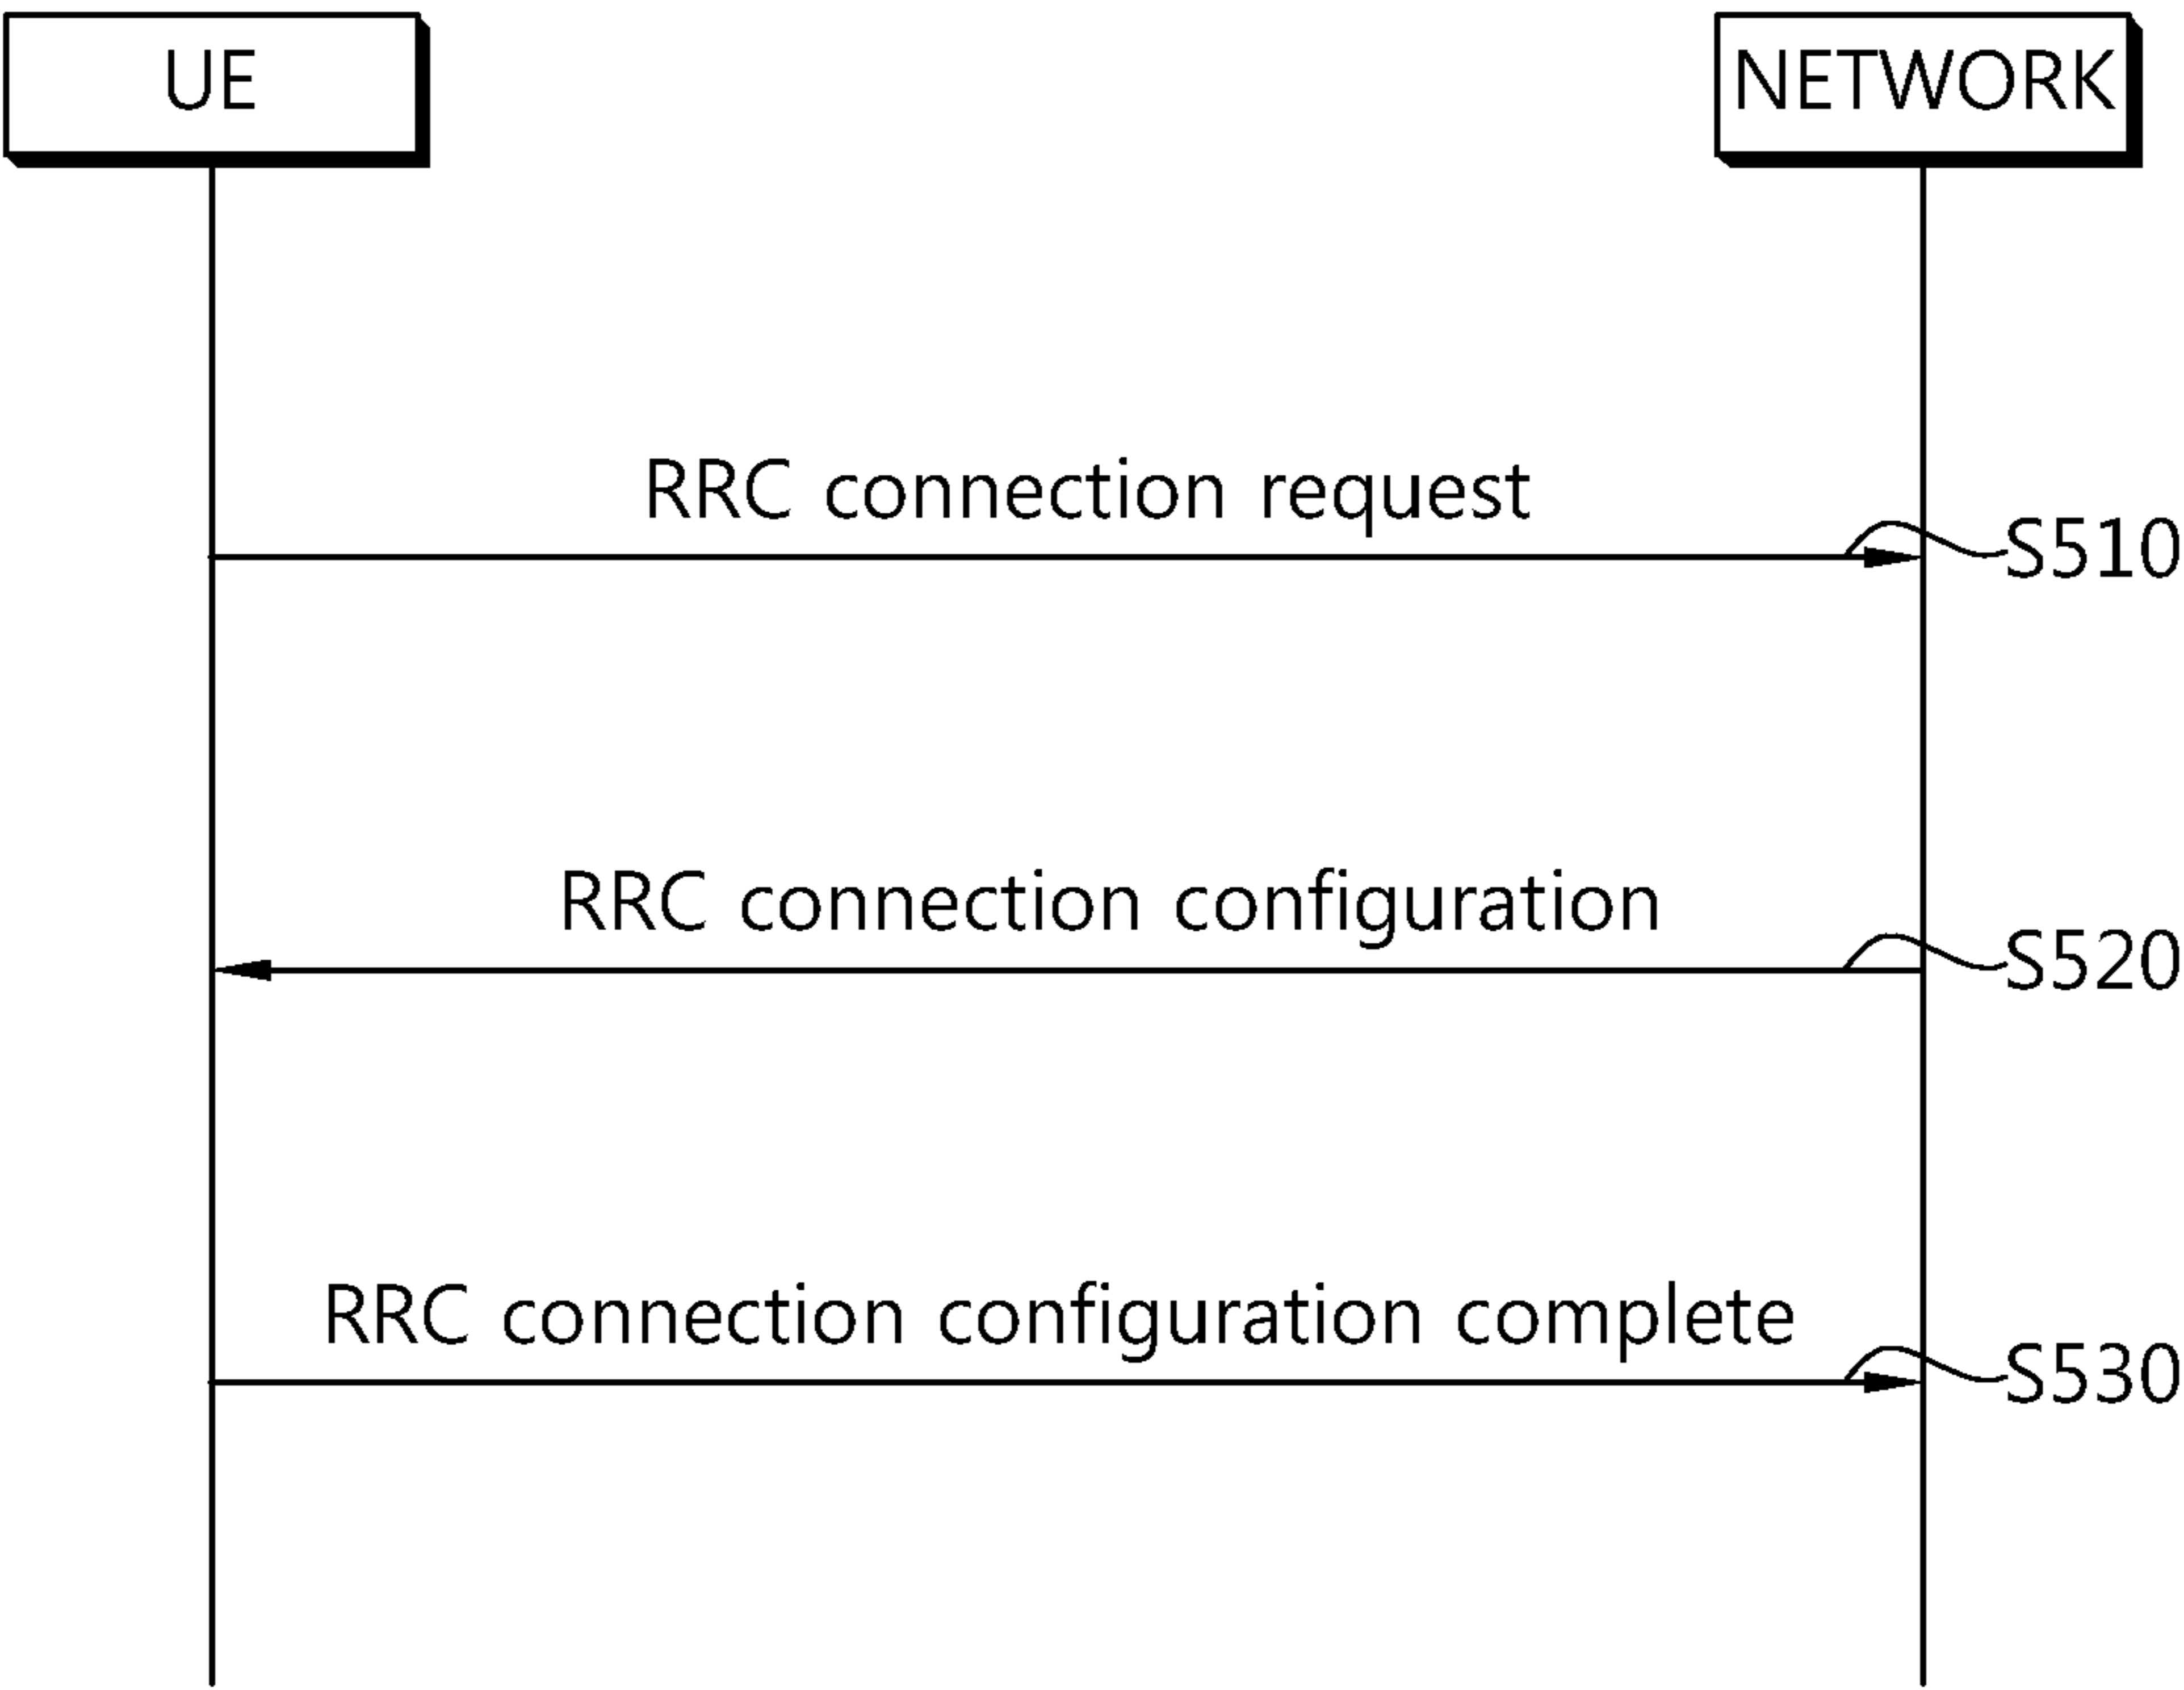 UE
NETWORK
RRC connection request
S510
RRC connection configuration
S520
RRC connection configuration complete
S530